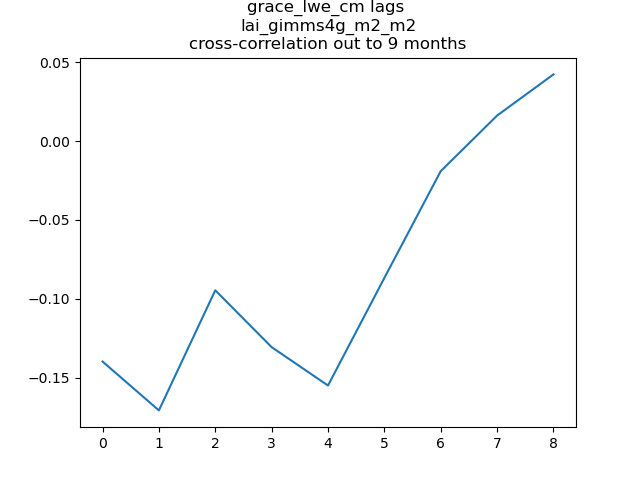 grace_lwe_cm lags
lai_gimms4g_m2_m2
cross-correlation out to 9 months
0.05
0.00
−0.05
−0.10
−0.15
0 1 2 3 4 5 6 7 8